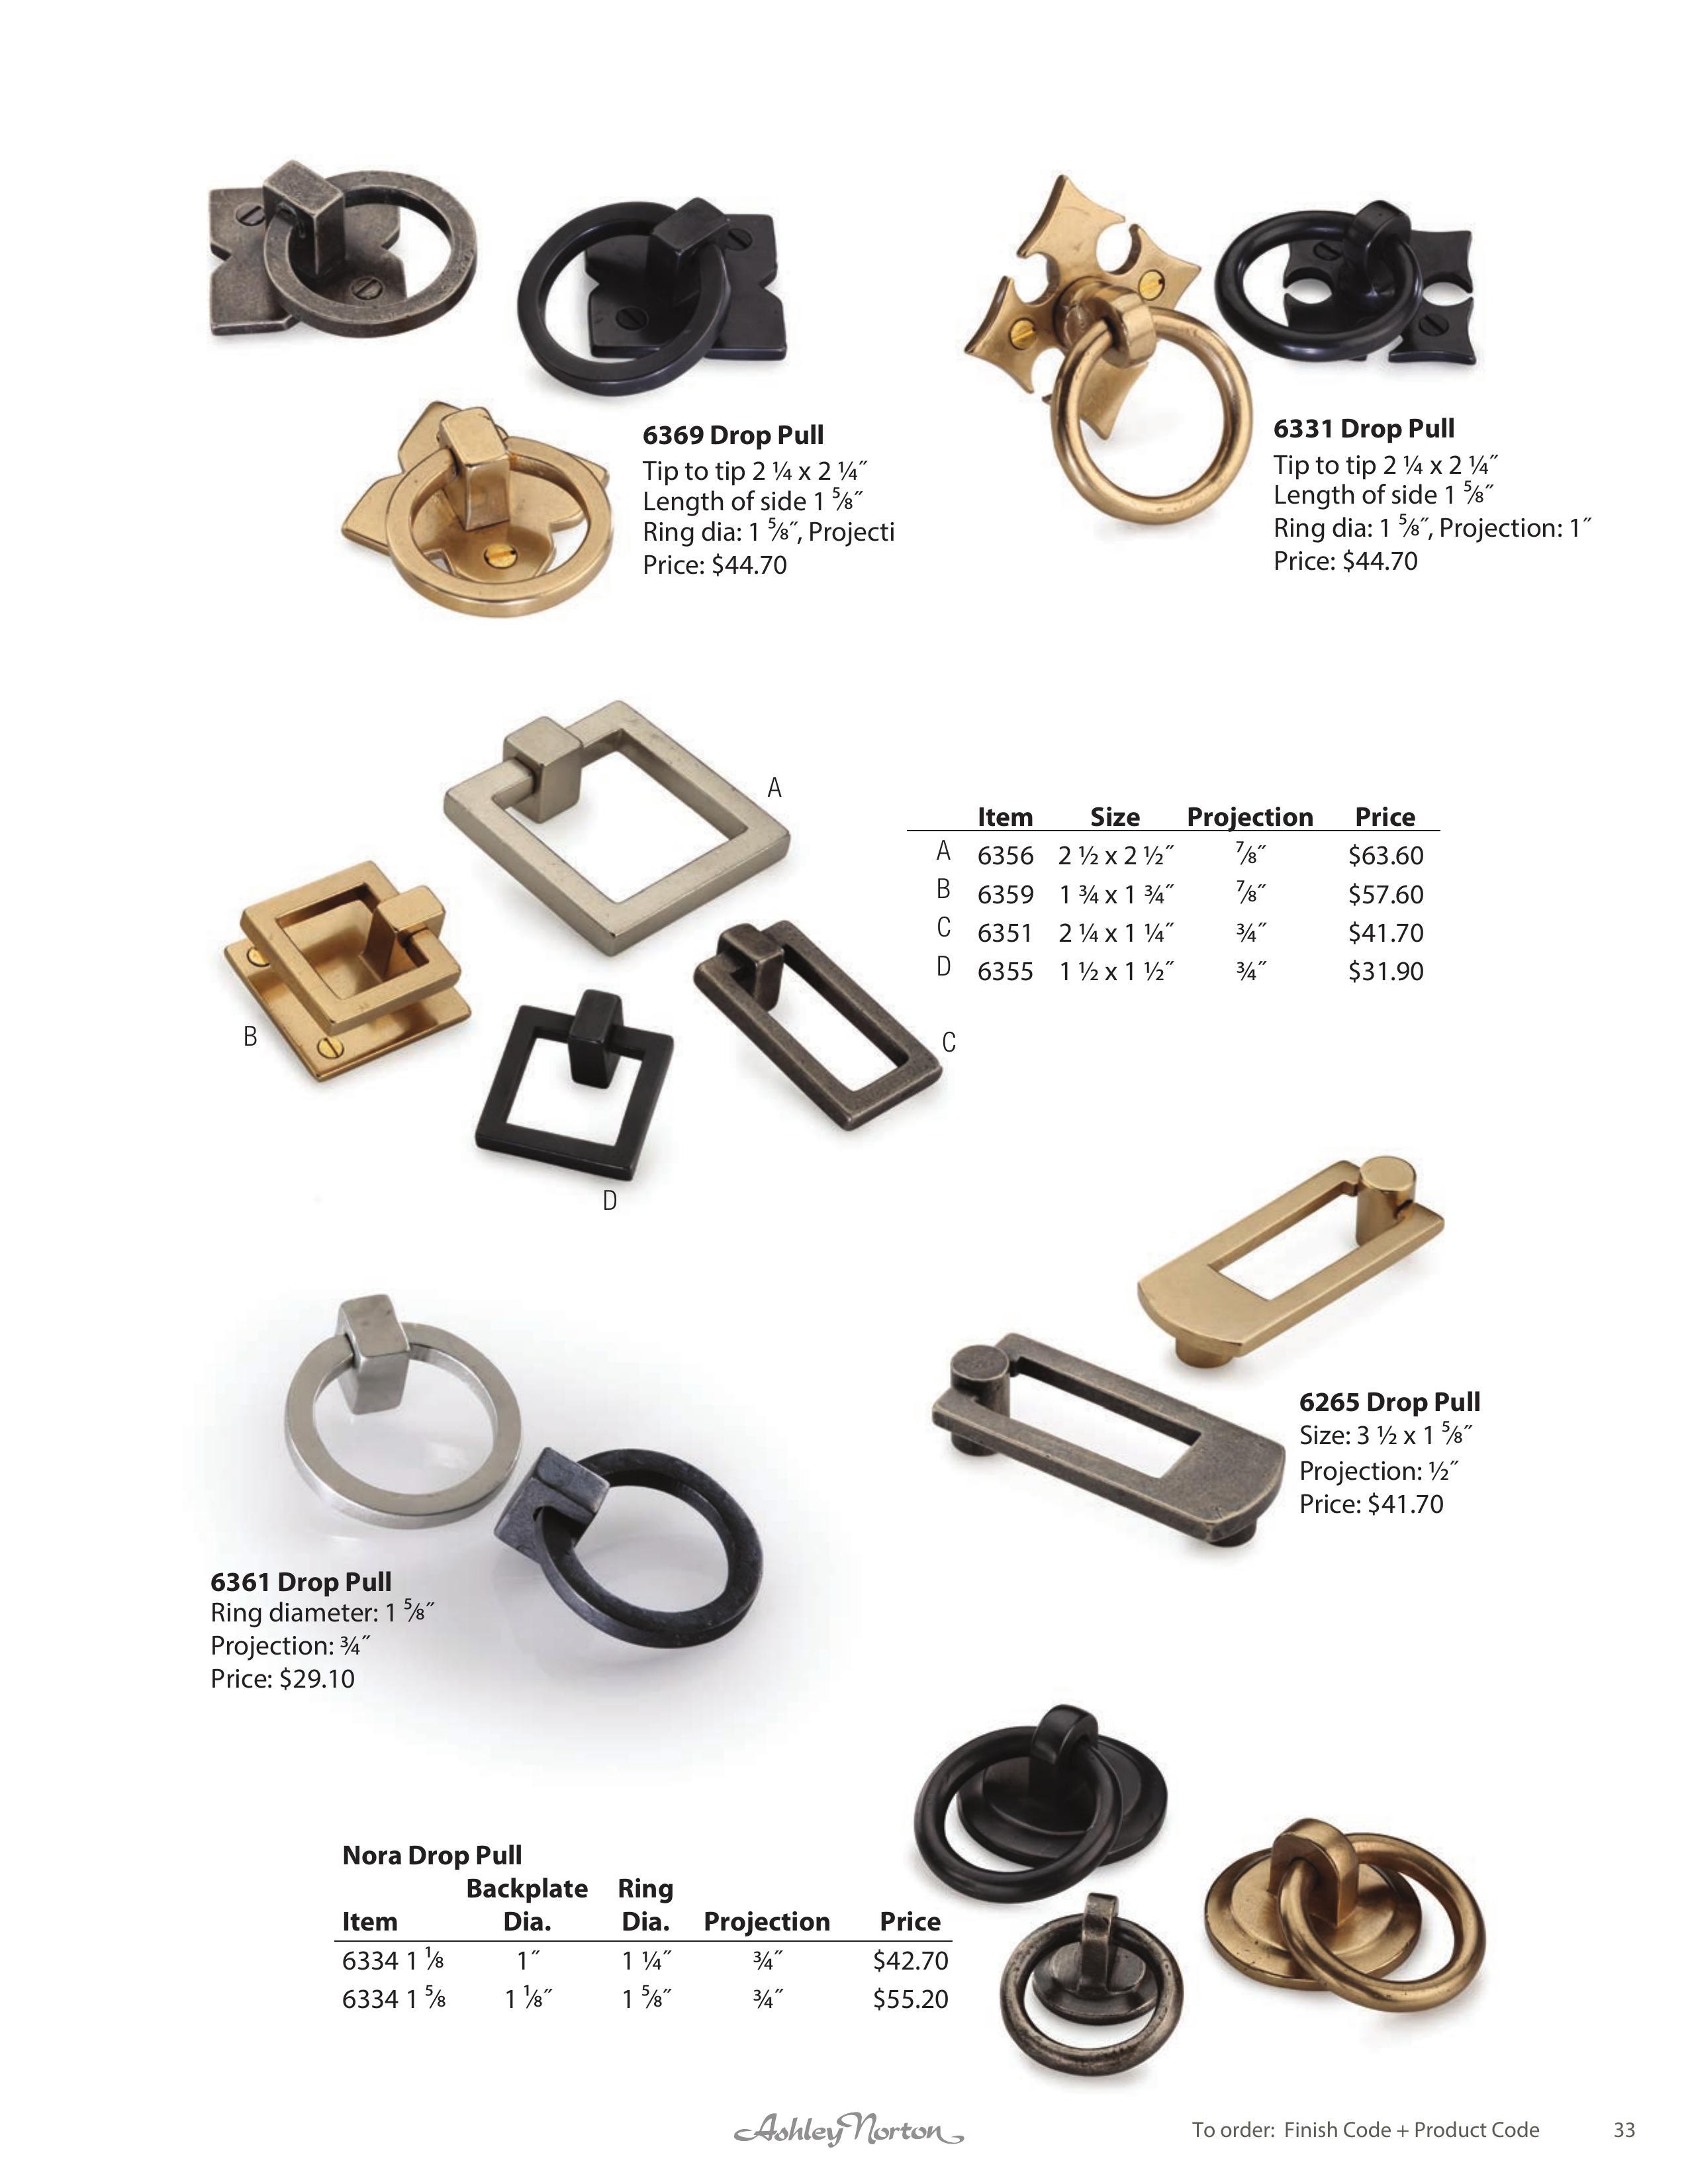 6369 Drop Pull
Tip to tip 2 ¼ x 2 ¼″
Length of side 1 ⅝″
Ring dia: 1 ⅝″, Projecti
Price: $44.70
6331 Drop Pull
Tip to tip 2 ¼ x 2 ¼″
Length of side 1 ⅝″
Ring dia: 1 ⅝″, Projection: 1″
Price: $44.70
A
B
C
D
Item Size Projection Price
A 6356 2 ½ x 2 ½″ ⅞″ $63.60
B 6359 1 ¾ x 1 ¾″ ⅞″ $57.60
C 6351 2 ¼ x 1 ¼″ ¾″ $41.70
D 6355 1 ½ x 1 ½″ ¾″ $31.90
6265 Drop Pull
Size: 3 ½ x 1 ⅝″
Projection: ½″
Price: $41.70
6361 Drop Pull
Ring diameter: 1 ⅝″
Projection: ¾″
Price: $29.10
Nora Drop Pull
Backplate Ring
Item Dia. Dia. Projection Price
6334 1 ⅛ 1″ 1 ¼″ ¾″ $42.70
6334 1 ⅝ 1 ⅛″ 1 ⅝″ ¾″ $55.20
Ashley Norton
To order: Finish Code + Product Code 33